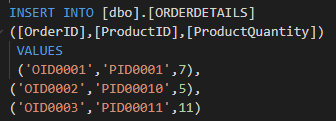 INSERT INTO [dbo].[ORDERDETAILS]
([OrderID],[ProductID],[ProductQuantity])
VALUES
('OID0001','PID0001',7),
('OID0002','PID00010',5),
('OID0003','PID00011',11)